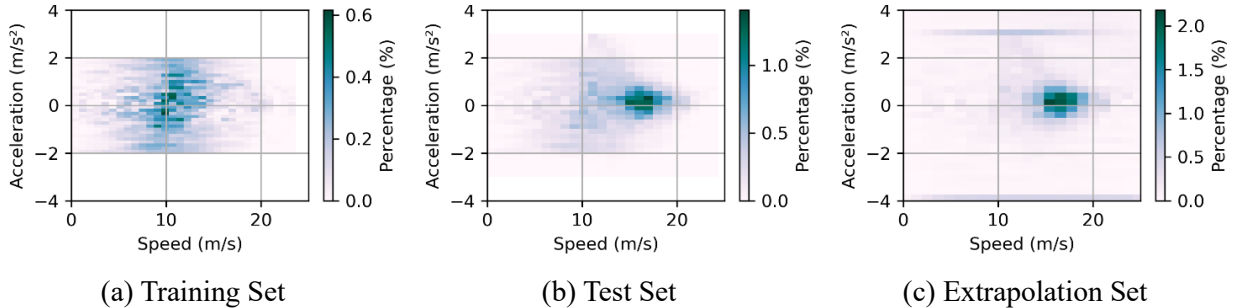 4
2
0
−2
−4
Acceleration (m/s²)
0 10 20
Speed (m/s)
0.6
0.4
0.2
0.0
Percentage (%)
(a) Training Set
4
2
0
−2
−4
Acceleration (m/s²)
0 10 20
Speed (m/s)
1.0
0.5
0.0
Percentage (%)
(b) Test Set
4
2
0
−2
−4
Acceleration (m/s²)
0 10 20
Speed (m/s)
2.0
1.5
1.0
0.5
0.0
Percentage (%)
(c) Extrapolation Set